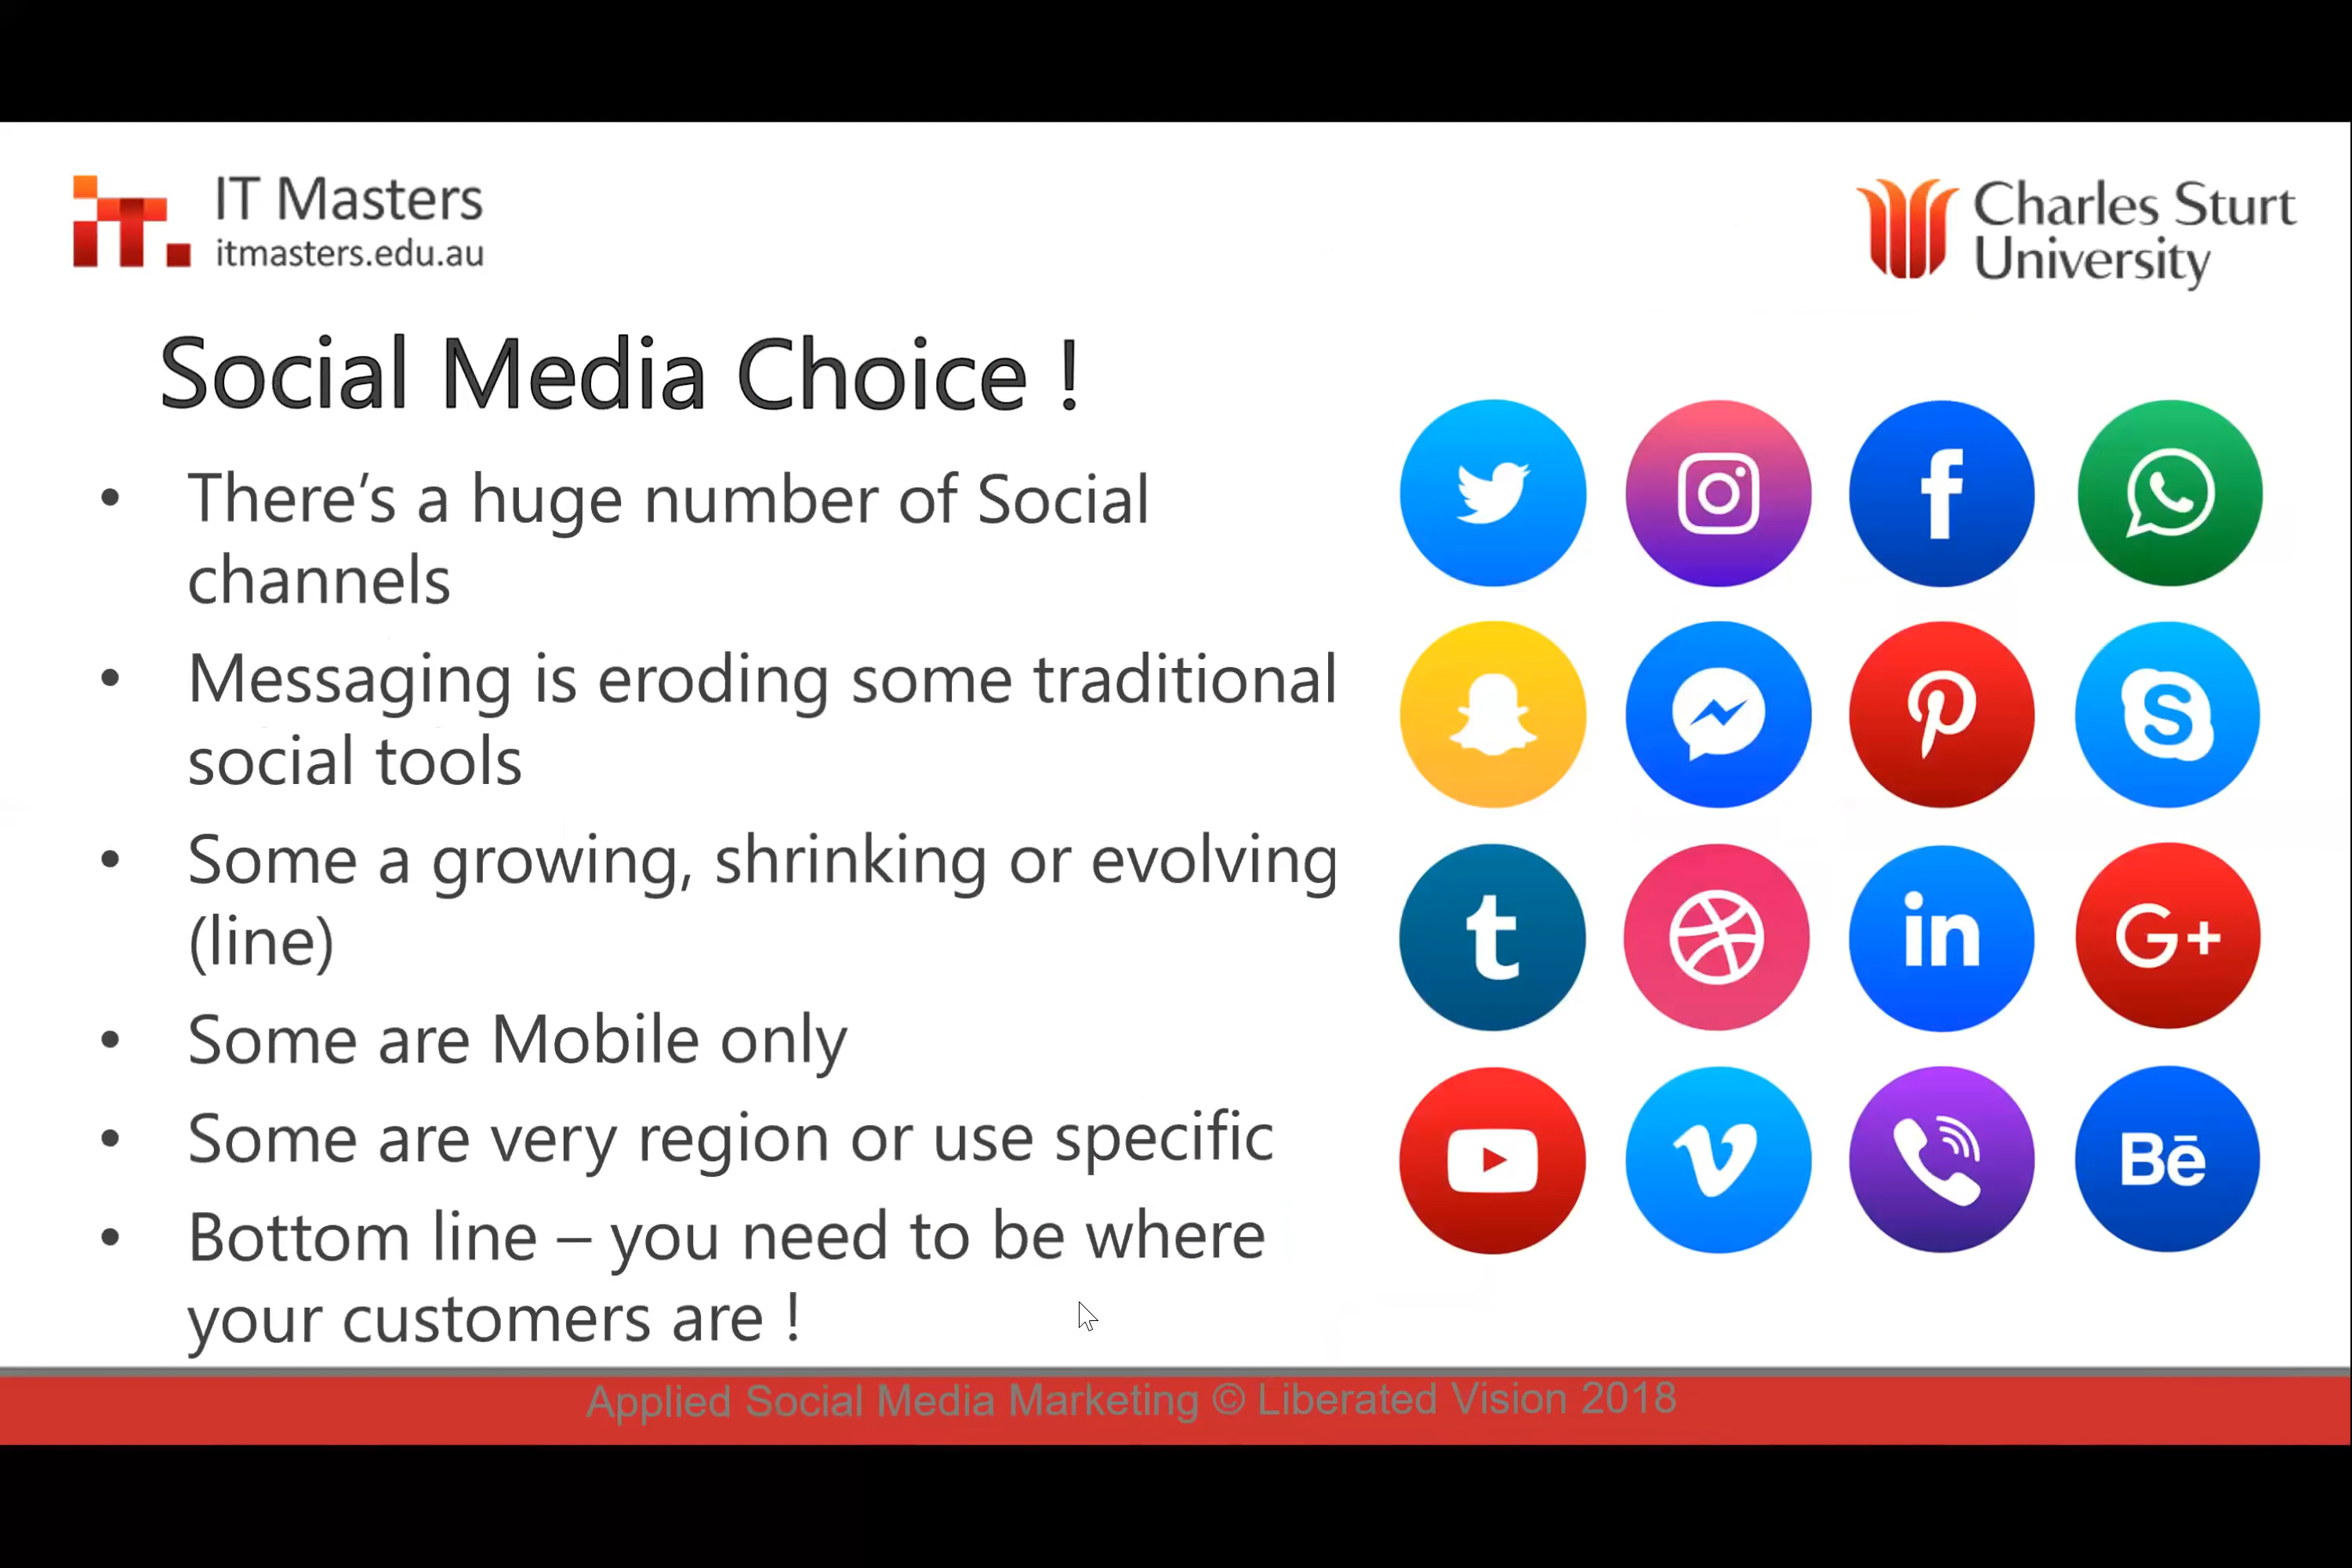 IT Masters
itmasters.edu.au
Charles Sturt
University
Social Media Choice !
• There’s a huge number of Social
channels
• Messaging is eroding some traditional
social tools
• Some a growing, shrinking or evolving
(line)
• Some are Mobile only
• Some are very region or use specific
• Bottom line – you need to be where
your customers are !
f
S
t
in
G+
Bē
Applied Social Media Marketing © Liberated Vision 2018